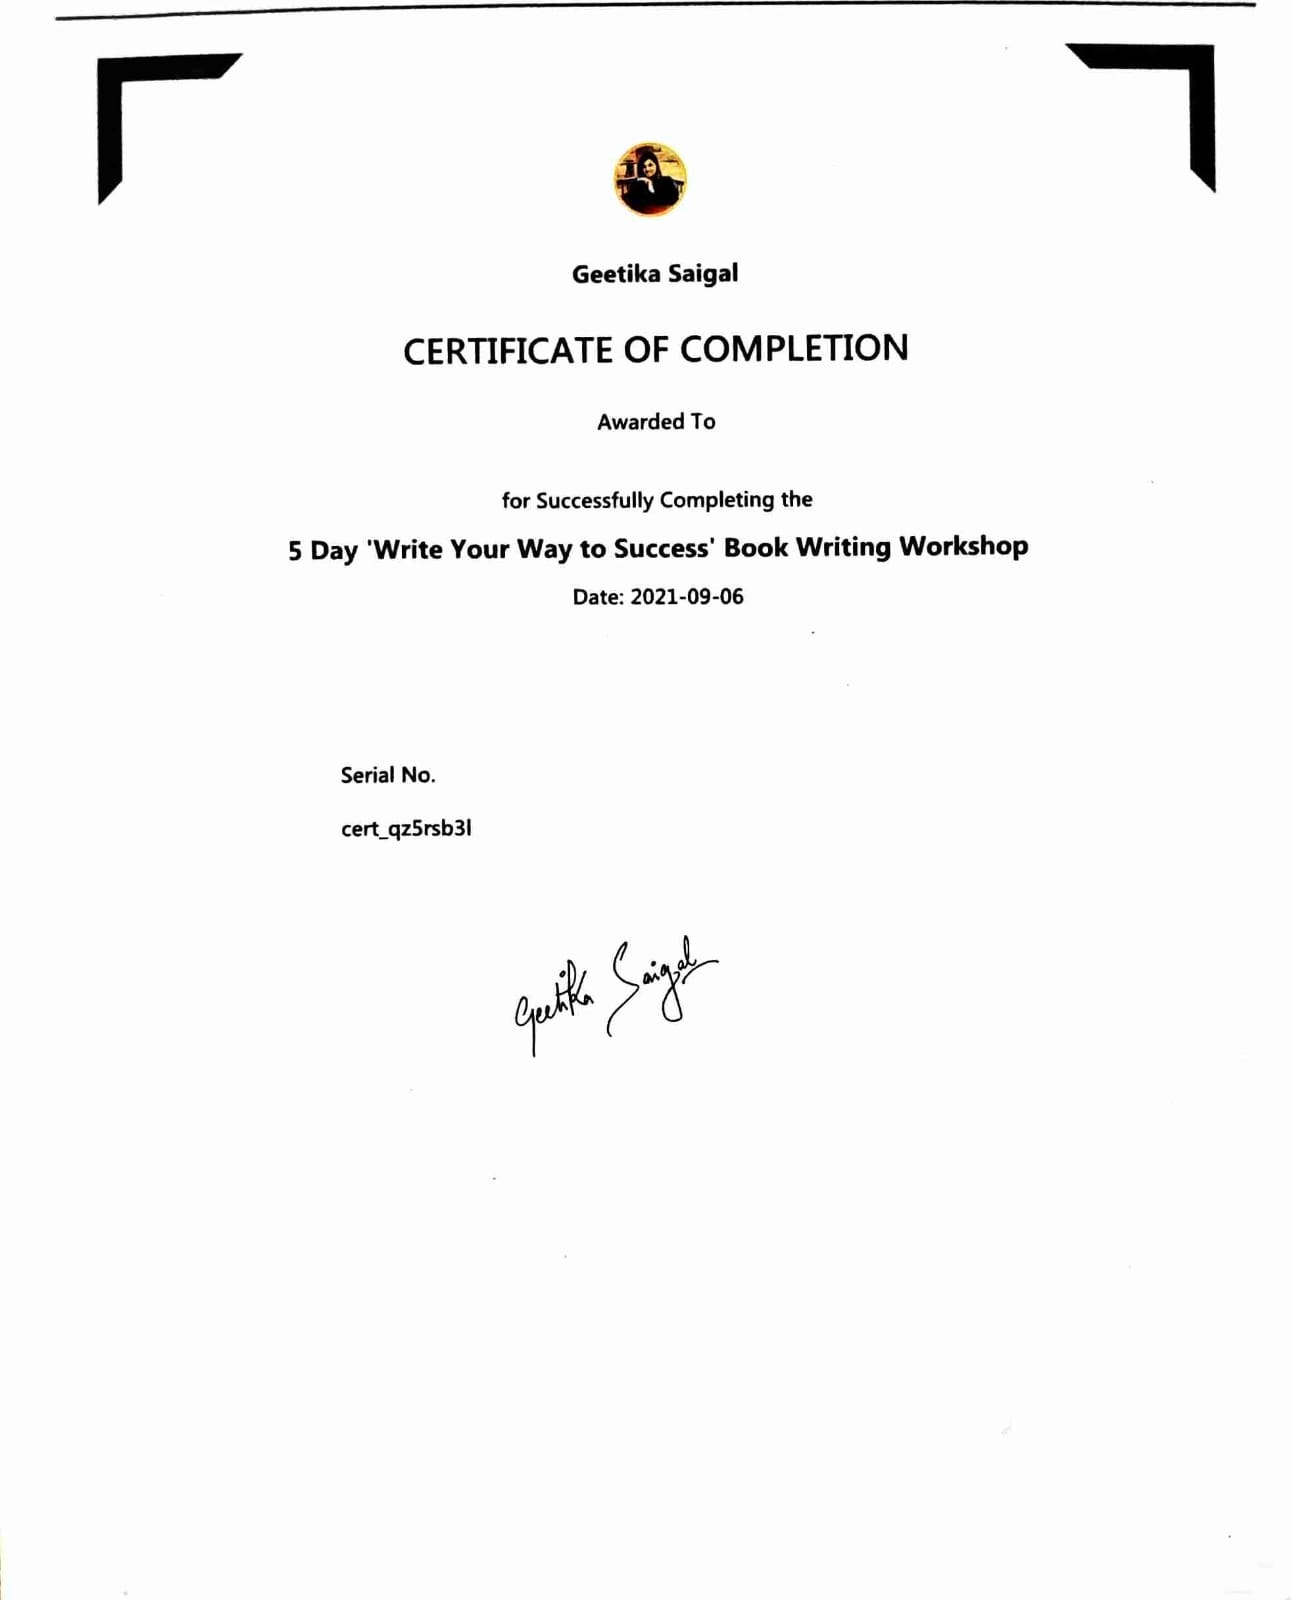 Geetika Saigal
CERTIFICATE OF COMPLETION
Awarded To
for Successfully Completing the
5 Day 'Write Your Way to Success' Book Writing Workshop
Date: 2021-09-06
Serial No.
cert_qz5rsb3l
Geetika Saigal